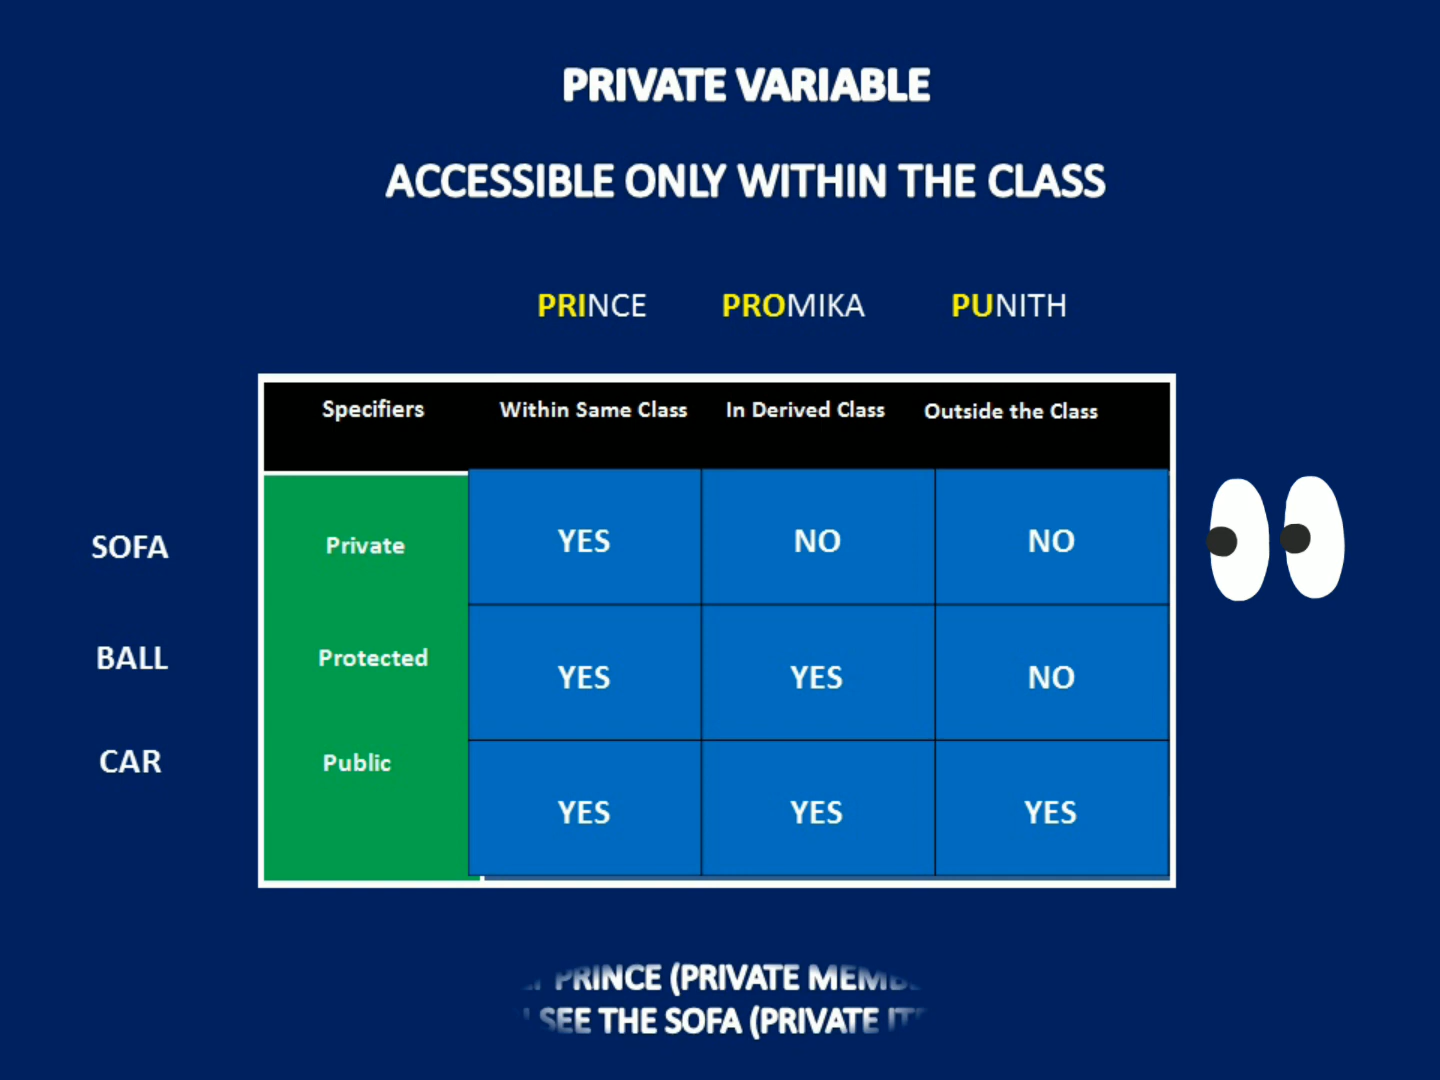 PRIVATE VARIABLE
ACCESSIBLE ONLY WITHIN THE CLASS
PRINCE PROMIKA PUNITH
Specifiers Within Same Class In Derived Class Outside the Class
SOFA Private YES NO NO
BALL Protected YES YES NO
CAR Public YES YES YES
PRINCE (PRIVATE
SEE THE SOFA (PRIVATE